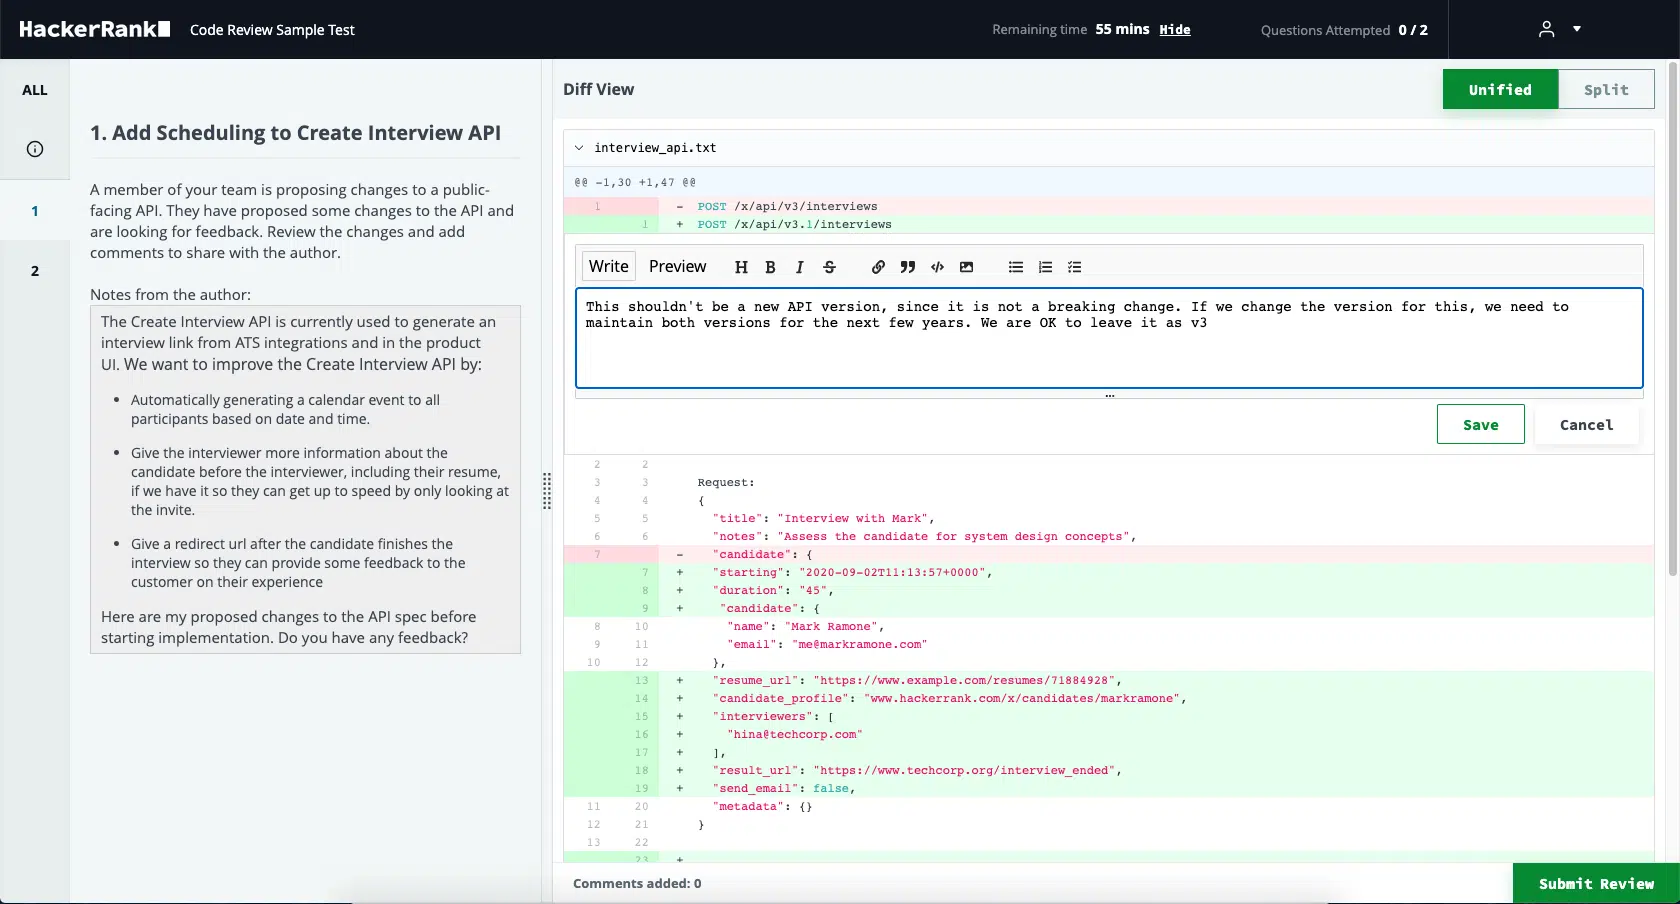 HackerRank
Code Review Sample Test
Remaining time 55 mins Hide
Questions Attempted 0 / 2
ALL
1
2
1. Add Scheduling to Create Interview API
A member of your team is proposing changes to a public-
facing API. They have proposed some changes to the API and
are looking for feedback. Review the changes and add
comments to share with the author.
Notes from the author:
The Create Interview API is currently used to generate an
interview link from ATS integrations and in the product
UI. We want to improve the Create Interview API by:
• Automatically generating a calendar event to all
participants based on date and time.
• Give the interviewer more information about the
candidate before the interviewer, including their resume,
if we have it so they can get up to speed by only looking at
the invite.
• Give a redirect url after the candidate finishes the
interview so they can provide some feedback to the
customer on their experience
Here are my proposed changes to the API spec before
starting implementation. Do you have any feedback?
Diff View
Unified
Split
interview_api.txt
@@ -1,30 +1,47 @@
1 - POST /x/api/v3/interviews
1 + POST /x/api/v3.1/interviews
Write Preview H B I S
This shouldn't be a new API version, since it is not a breaking change. If we change the version for this, we need to
maintain both versions for the next few years. We are OK to leave it as v3
...
Save
Cancel
2 2
3 3 Request:
4 4 {
5 5 "title": "Interview with Mark",
6 6 "notes": "Assess the candidate for system design concepts",
7 - "candidate": {
7 + "starting": "2020-09-02T11:13:57+0000",
8 + "duration": "45",
9 + "candidate": {
8 10 "name": "Mark Ramone",
9 11 "email": "me@markramone.com"
10 12 },
13 + "resume_url": "https://www.example.com/resumes/71884928",
14 + "candidate_profile": "www.hackerrank.com/x/candidates/markramone",
15 + "interviewers": [
16 + "hina@techcorp.com"
17 + ],
18 + "result_url": "https://www.techcorp.org/interview_ended",
19 + "send_email": false,
11 20 "metadata": {}
12 21 }
13 22
23 +
Comments added: 0
Submit Review